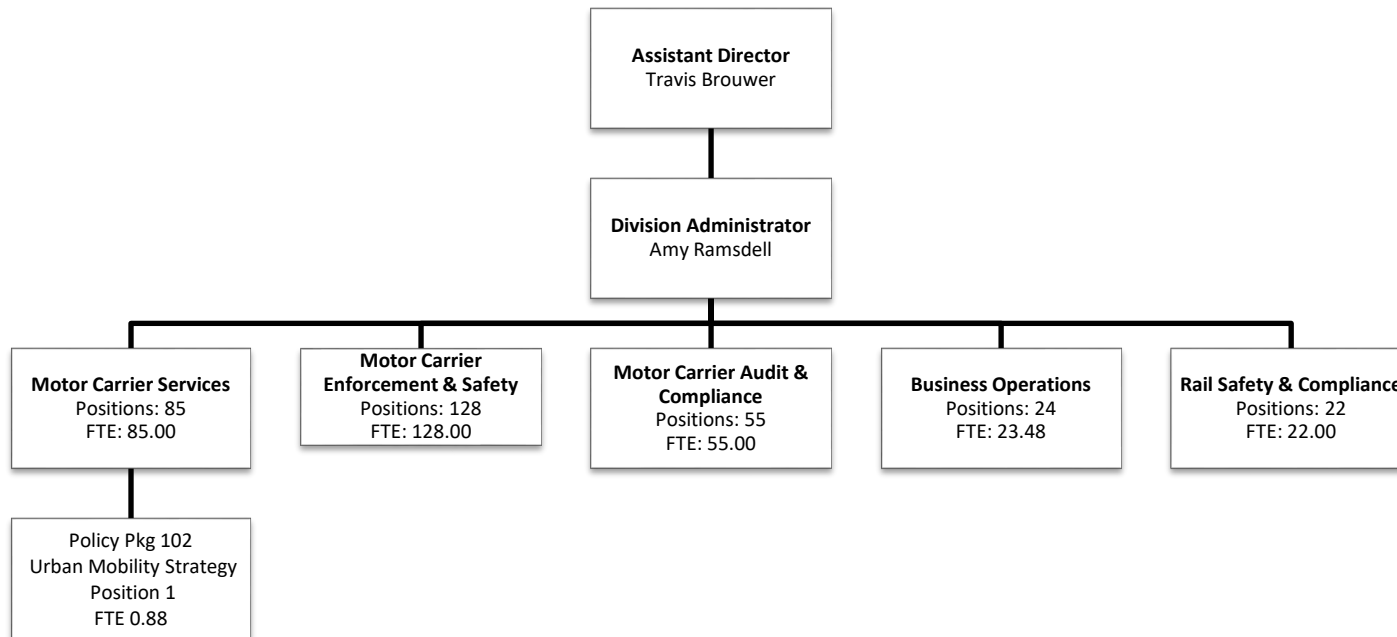 Assistant Director
Travis Brouwer
Division Administrator
Amy Ramsdell
Motor Carrier Services
Positions: 85
FTE: 85.00
Motor Carrier
Enforcement & Safety
Positions: 128
FTE: 128.00
Motor Carrier Audit &
Compliance
Positions: 55
FTE: 55.00
Business Operations
Positions: 24
FTE: 23.48
Rail Safety & Compliance
Positions: 22
FTE: 22.00
Policy Pkg 102
Urban Mobility Strategy
Position 1
FTE 0.88